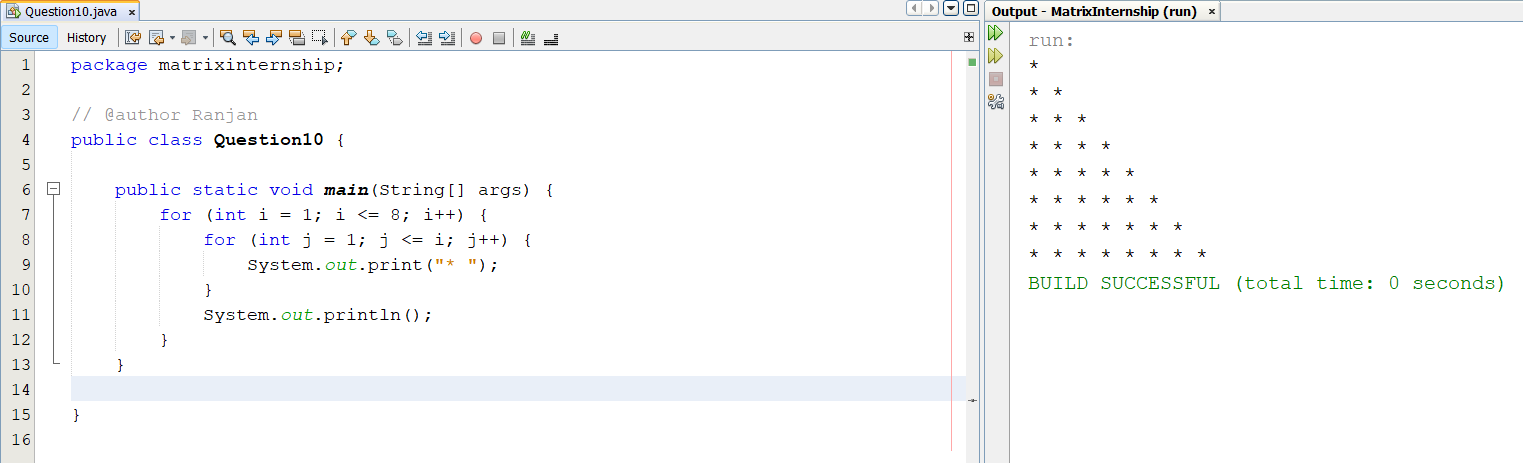 Question10.java
Source History
1 package matrixinternship;
2
3 // @author Ranjan
4 public class Question10 {
5
6     public static void main(String[] args) {
7         for (int i = 1; i <= 8; i++) {
8             for (int j = 1; j <= i; j++) {
9                 System.out.print("* ");
10             }
11             System.out.println();
12         }
13     }
14
15 }
16
Output - MatrixInternship (run)
run:
*
* *
* * *
* * * *
* * * * *
* * * * * *
* * * * * * *
* * * * * * * *
BUILD SUCCESSFUL (total time: 0 seconds)